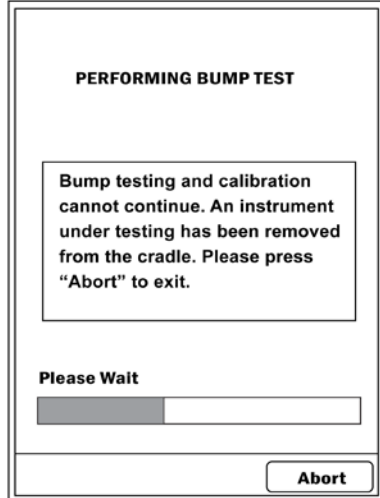 PERFORMING BUMP TEST
Bump testing and calibration
cannot continue. An instrument
under testing has been removed
from the cradle. Please press
“Abort” to exit.
Please Wait
Abort